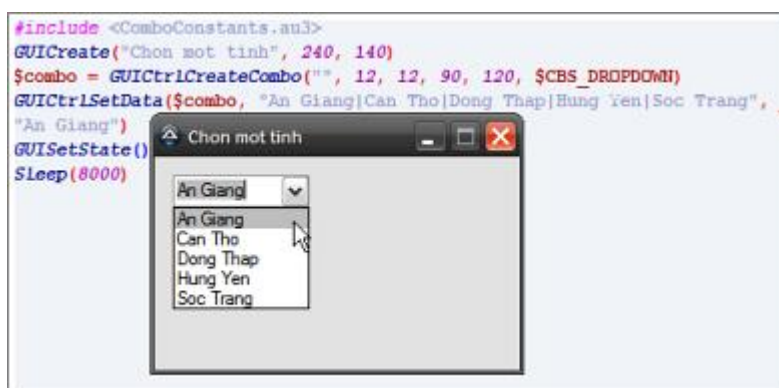 #include <ComboConstants.au3>
GUICreate("Chon mot tinh", 240, 140)
$combo = GUICtrlCreateCombo("", 12, 12, 90, 120, $CBS_DROPDOWN)
GUICtrlSetData($combo, "An Giang|Can Tho|Dong Thap|Hung Yen|Soc Trang",
"An Giang")
GUISetState()
Sleep(8000)
Chon mot tinh
An Giang
An Giang
Can Tho
Dong Thap
Hung Yen
Soc Trang